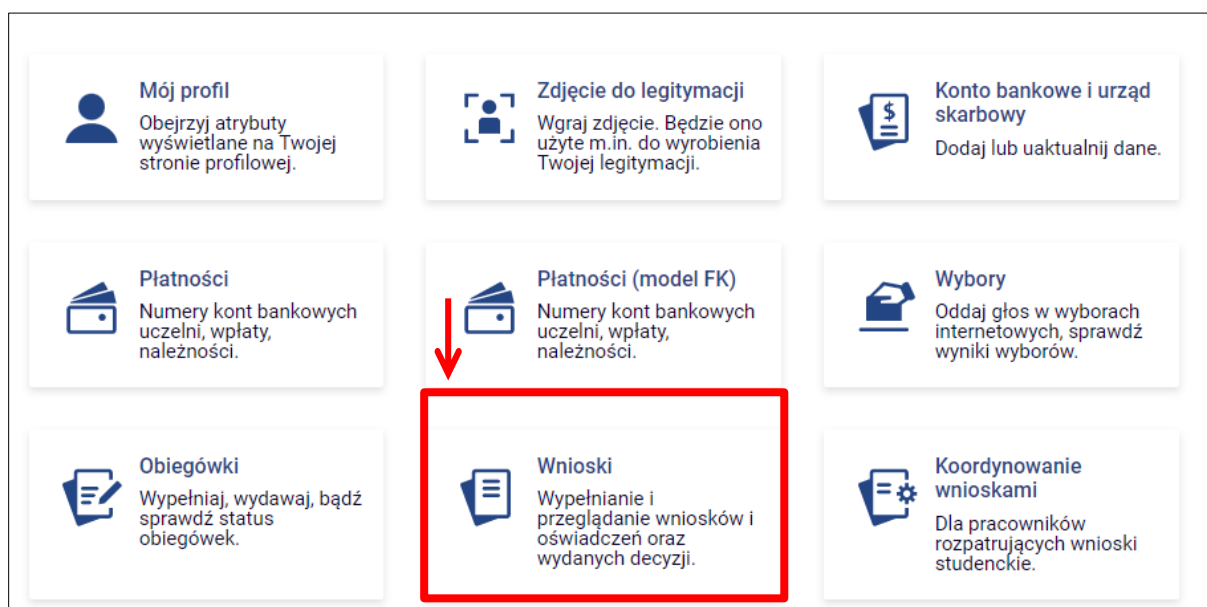 Mój profil
Obejrzyj atrybuty
wyświetlane na Twojej
stronie profilowej.
Zdjęcie do legitymacji
Wgraj zdjęcie. Będzie ono
użyte m.in. do wyrobienia
Twojej legitymacji.
Konto bankowe i urząd
skarbowy
Dodaj lub uaktualnij dane.
Płatności
Numery kont bankowych
uczelni, wpłaty,
należności.
Płatności (model FK)
Numery kont bankowych
uczelni, wpłaty,
należności.
Wybory
Oddaj głos w wyborach
internetowych, sprawdź
wyniki wyborów.
Obiegówki
Wypełniaj, wydawaj, bądź
sprawdź status
obiegówek.
Wnioski
Wypełnianie i
przeglądanie wniosków i
oświadczeń oraz
wydanych decyzji.
Koordynowanie
wnioskami
Dla pracowników
rozpatrujących wnioski
studenckie.